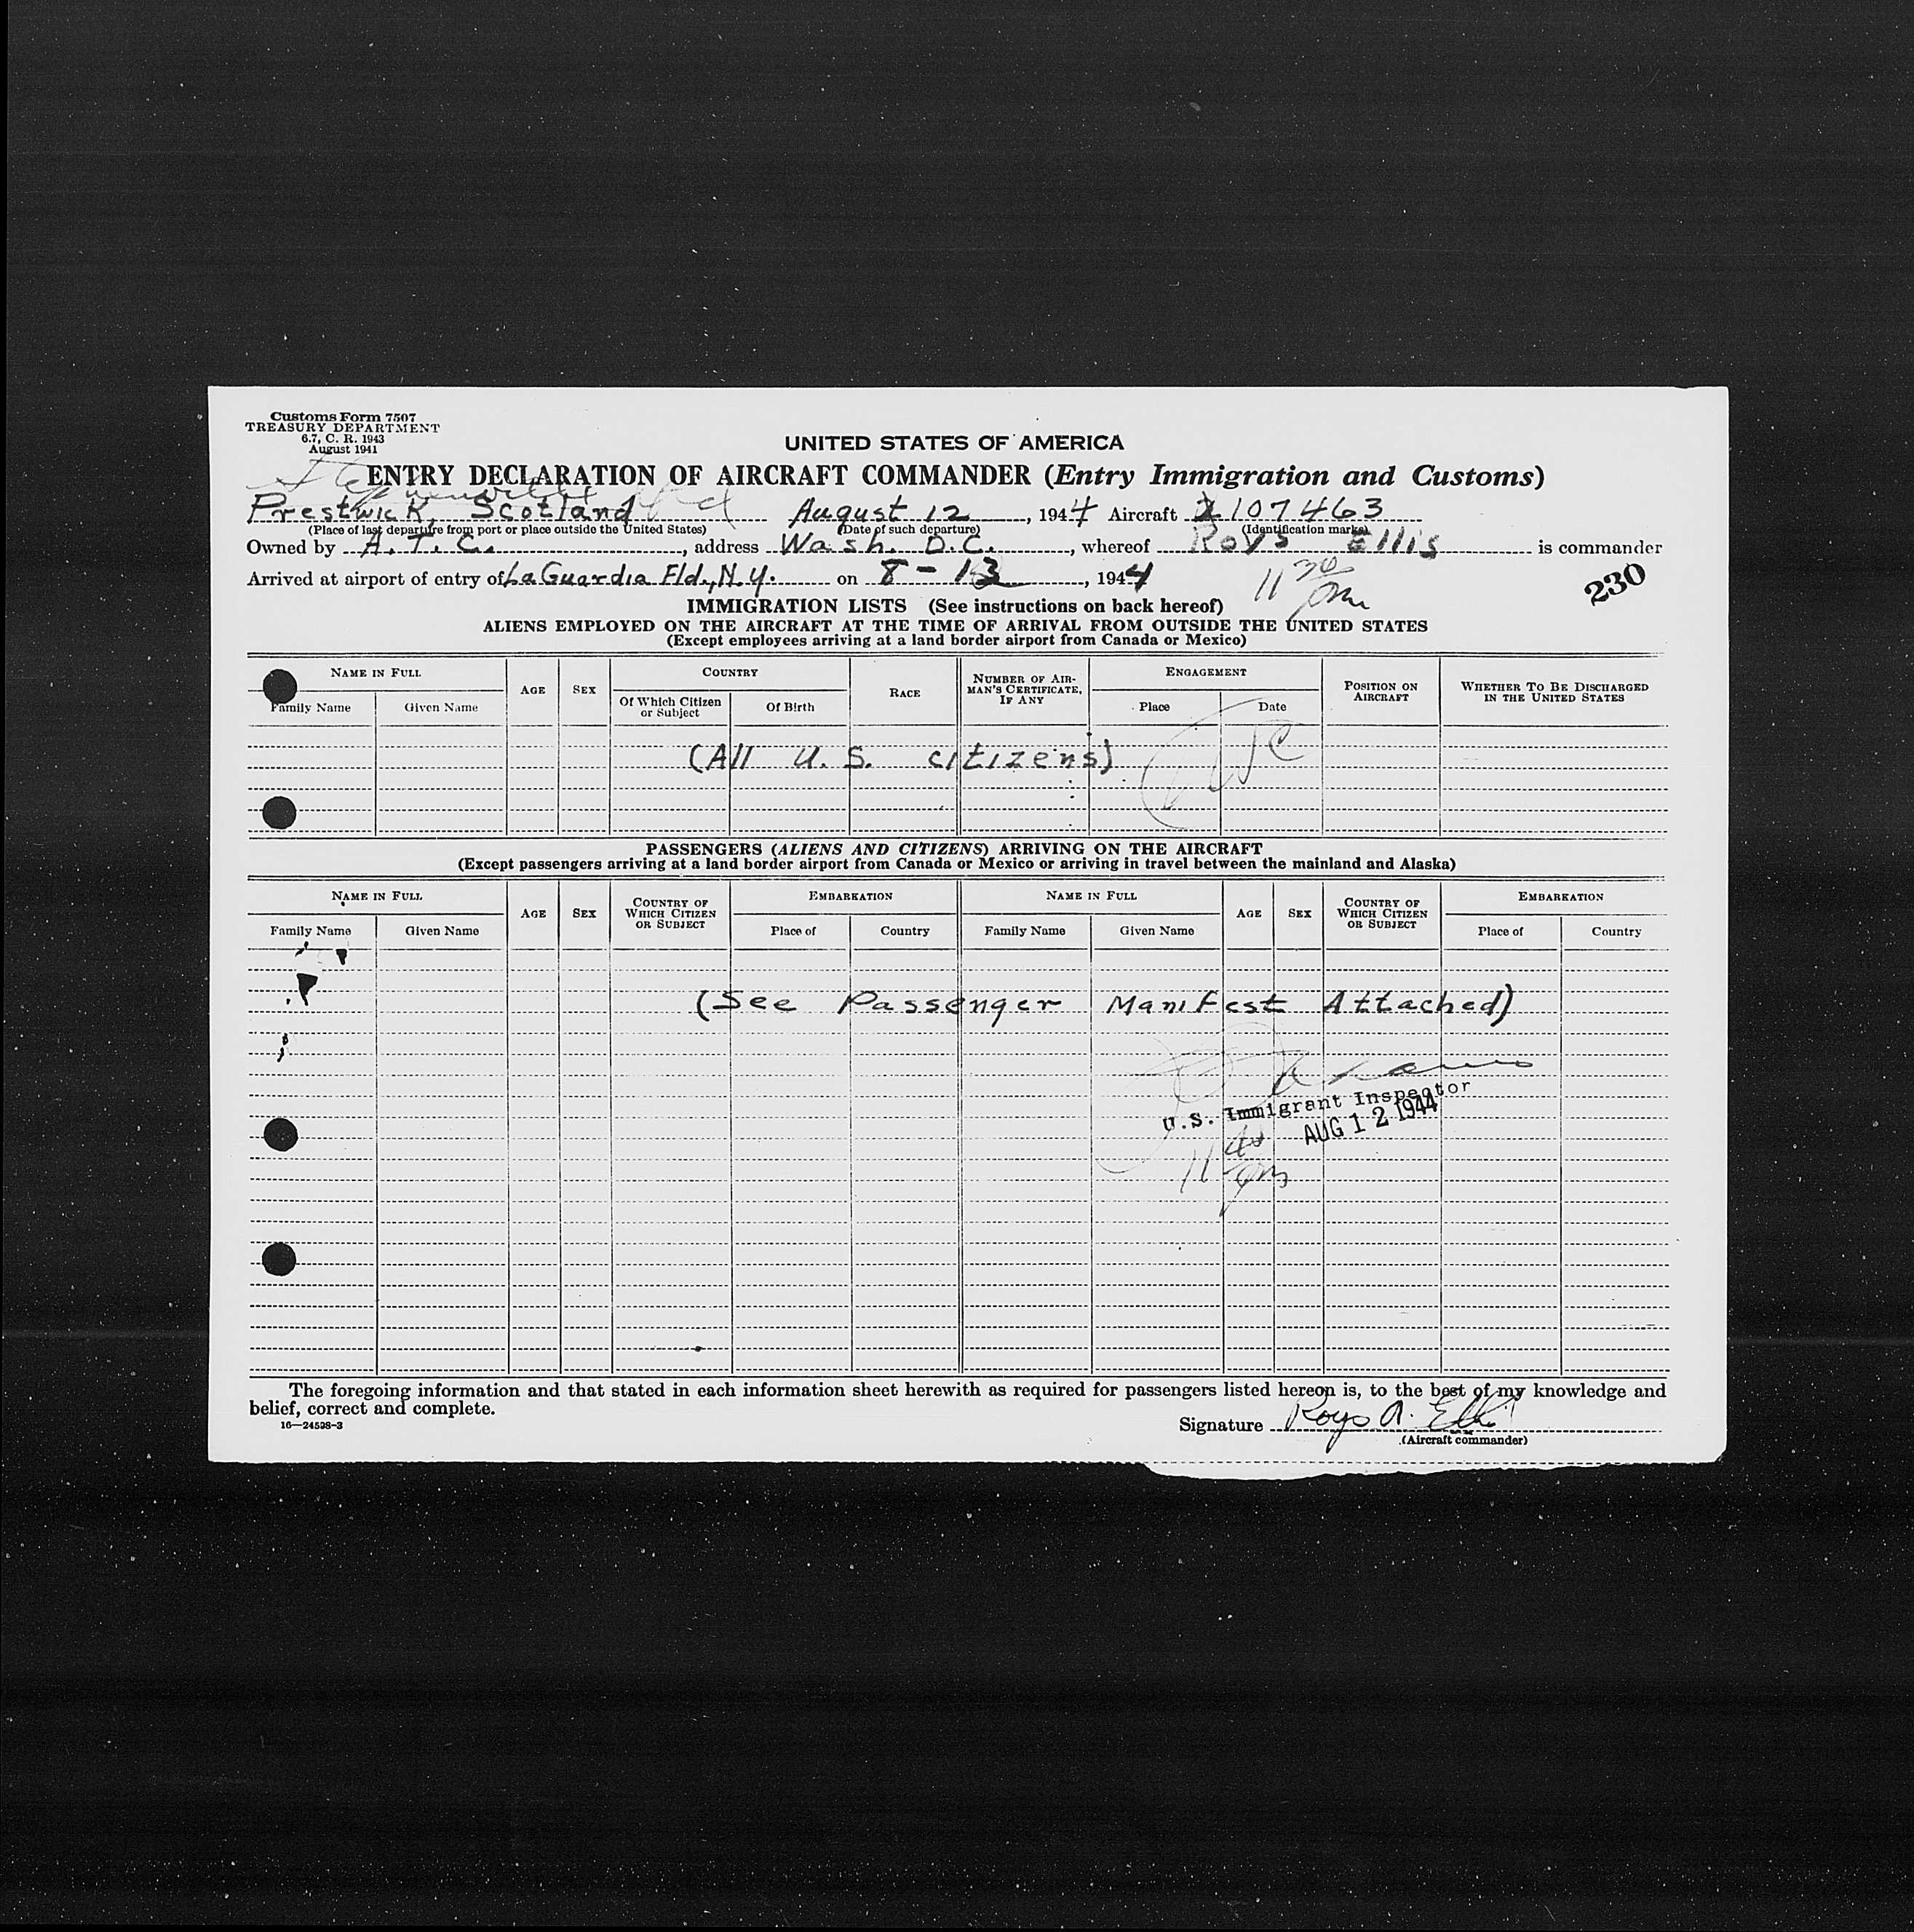 Customs Form 7507
TREASURY DEPARTMENT
6.7, C. R. 1943
August 1941
UNITED STATES OF AMERICA
ENTRY DECLARATION OF AIRCRAFT COMMANDER (Entry Immigration and Customs)
Prestwick, Scotland August 12, 1944 Aircraft 107463
(Place of last departure from port or place outside the United States) (Date of such departure) (Identification marks)
Owned by A. T. C., address Wash. D.C., whereof Roys Ellis is commander
Arrived at airport of entry of La Guardia Fld., N.Y. on 8-13, 1944 11 30 pm
230
IMMIGRATION LISTS (See instructions on back hereof)
ALIENS EMPLOYED ON THE AIRCRAFT AT THE TIME OF ARRIVAL FROM OUTSIDE THE UNITED STATES
(Except employees arriving at a land border airport from Canada or Mexico)
NAME IN FULL AGE SEX COUNTRY RACE NUMBER OF AIRMAN'S CERTIFICATE, IF ANY ENGAGEMENT POSITION ON AIRCRAFT WHETHER TO BE DISCHARGED IN THE UNITED STATES
Family Name Given Name Of Which Citizen or Subject Of Birth Place Date
(All U.S. citizens)
PASSENGERS (ALIENS AND CITIZENS) ARRIVING ON THE AIRCRAFT
(Except passengers arriving at a land border airport from Canada or Mexico or arriving in travel between the mainland and Alaska)
NAME IN FULL AGE SEX COUNTRY OF WHICH CITIZEN OR SUBJECT EMBARKATION NAME IN FULL AGE SEX COUNTRY OF WHICH CITIZEN OR SUBJECT EMBARKATION
Family Name Given Name Place of Country Family Name Given Name Place of Country
(See Passenger Manifest Attached)
U.S. Immigrant Inspector
AUG 12 1944
11 40 pm
The foregoing information and that stated in each information sheet herewith as required for passengers listed hereon is, to the best of my knowledge and
belief, correct and complete.
16—24598-3
Signature Roys A. Ellis
(Aircraft commander)